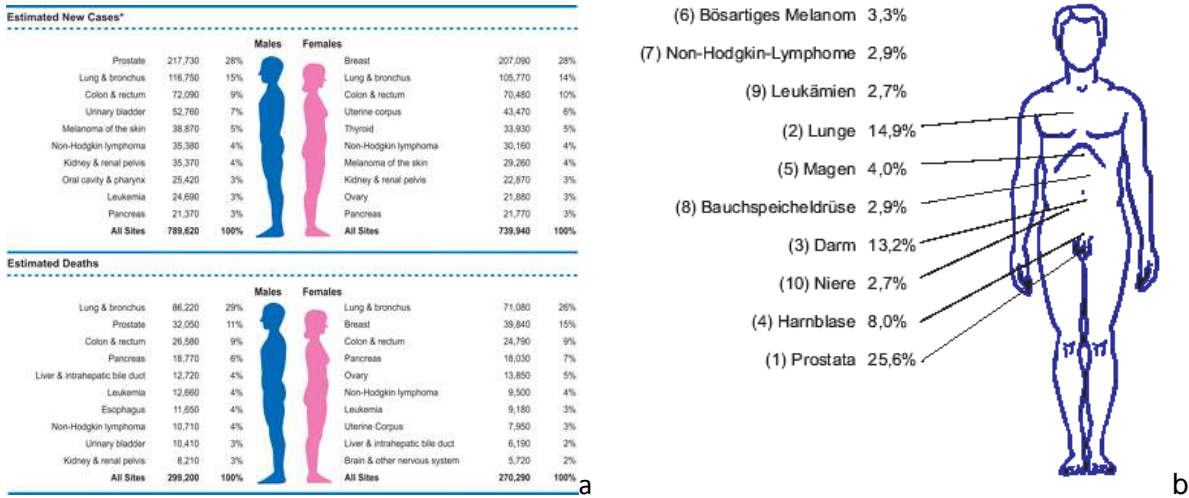 Estimated New Cases*
Males Females
Prostate 217,730 28% Breast 207,090 28%
Lung & bronchus 116,750 15% Lung & bronchus 105,770 14%
Colon & rectum 72,090 9% Colon & rectum 70,480 10%
Urinary bladder 52,760 7% Uterine corpus 43,470 6%
Melanoma of the skin 38,870 5% Thyroid 33,930 5%
Non-Hodgkin lymphoma 35,380 4% Non-Hodgkin lymphoma 30,160 4%
Kidney & renal pelvis 35,370 4% Melanoma of the skin 29,260 4%
Oral cavity & pharynx 25,420 3% Kidney & renal pelvis 22,870 3%
Leukemia 24,690 3% Ovary 21,880 3%
Pancreas 21,370 3% Pancreas 21,770 3%
All Sites 789,620 100% All Sites 739,940 100%
Estimated Deaths
Males Females
Lung & bronchus 86,220 29% Lung & bronchus 71,080 26%
Prostate 32,050 11% Breast 39,840 15%
Colon & rectum 26,580 9% Colon & rectum 24,790 9%
Pancreas 18,770 6% Pancreas 18,030 7%
Liver & intrahepatic bile duct 12,720 4% Ovary 13,850 5%
Leukemia 12,660 4% Non-Hodgkin lymphoma 9,500 4%
Esophagus 11,650 4% Leukemia 9,180 3%
Non-Hodgkin lymphoma 10,710 4% Uterine Corpus 7,950 3%
Urinary bladder 10,410 3% Liver & intrahepatic bile duct 6,190 2%
Kidney & renal pelvis 8,210 3% Brain & other nervous system 5,720 2%
All Sites 299,200 100% All Sites 270,290 100%
a
(6) Bösartiges Melanom 3,3%
(7) Non-Hodgkin-Lymphome 2,9%
(9) Leukämien 2,7%
(2) Lunge 14,9%
(5) Magen 4,0%
(8) Bauchspeicheldrüse 2,9%
(3) Darm 13,2%
(10) Niere 2,7%
(4) Harnblase 8,0%
(1) Prostata 25,6%
b